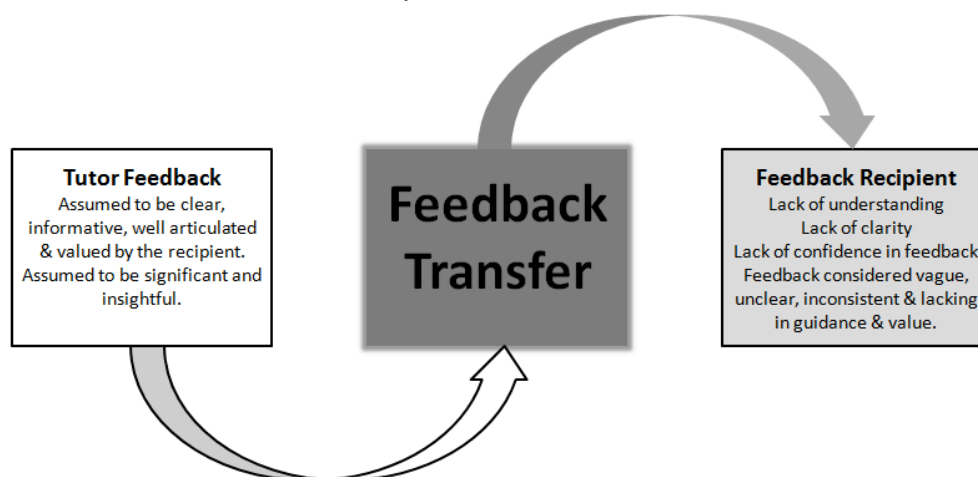 Tutor Feedback
Assumed to be clear,
informative, well articulated
& valued by the recipient.
Assumed to be significant and
insightful.
Feedback
Transfer
Feedback Recipient
Lack of understanding
Lack of clarity
Lack of confidence in feedback
Feedback considered vague,
unclear, inconsistent & lacking
in guidance & value.